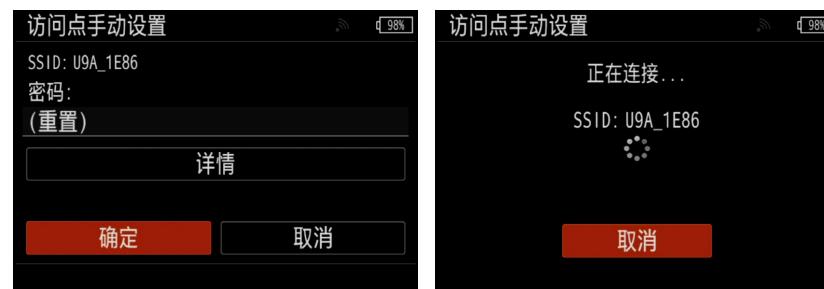 访问点手动设置
98%
SSID: U9A_1E86
密码:
(重置)
详情
确定
取消
访问点手动设置
98%
正在连接...
SSID: U9A_1E86
取消